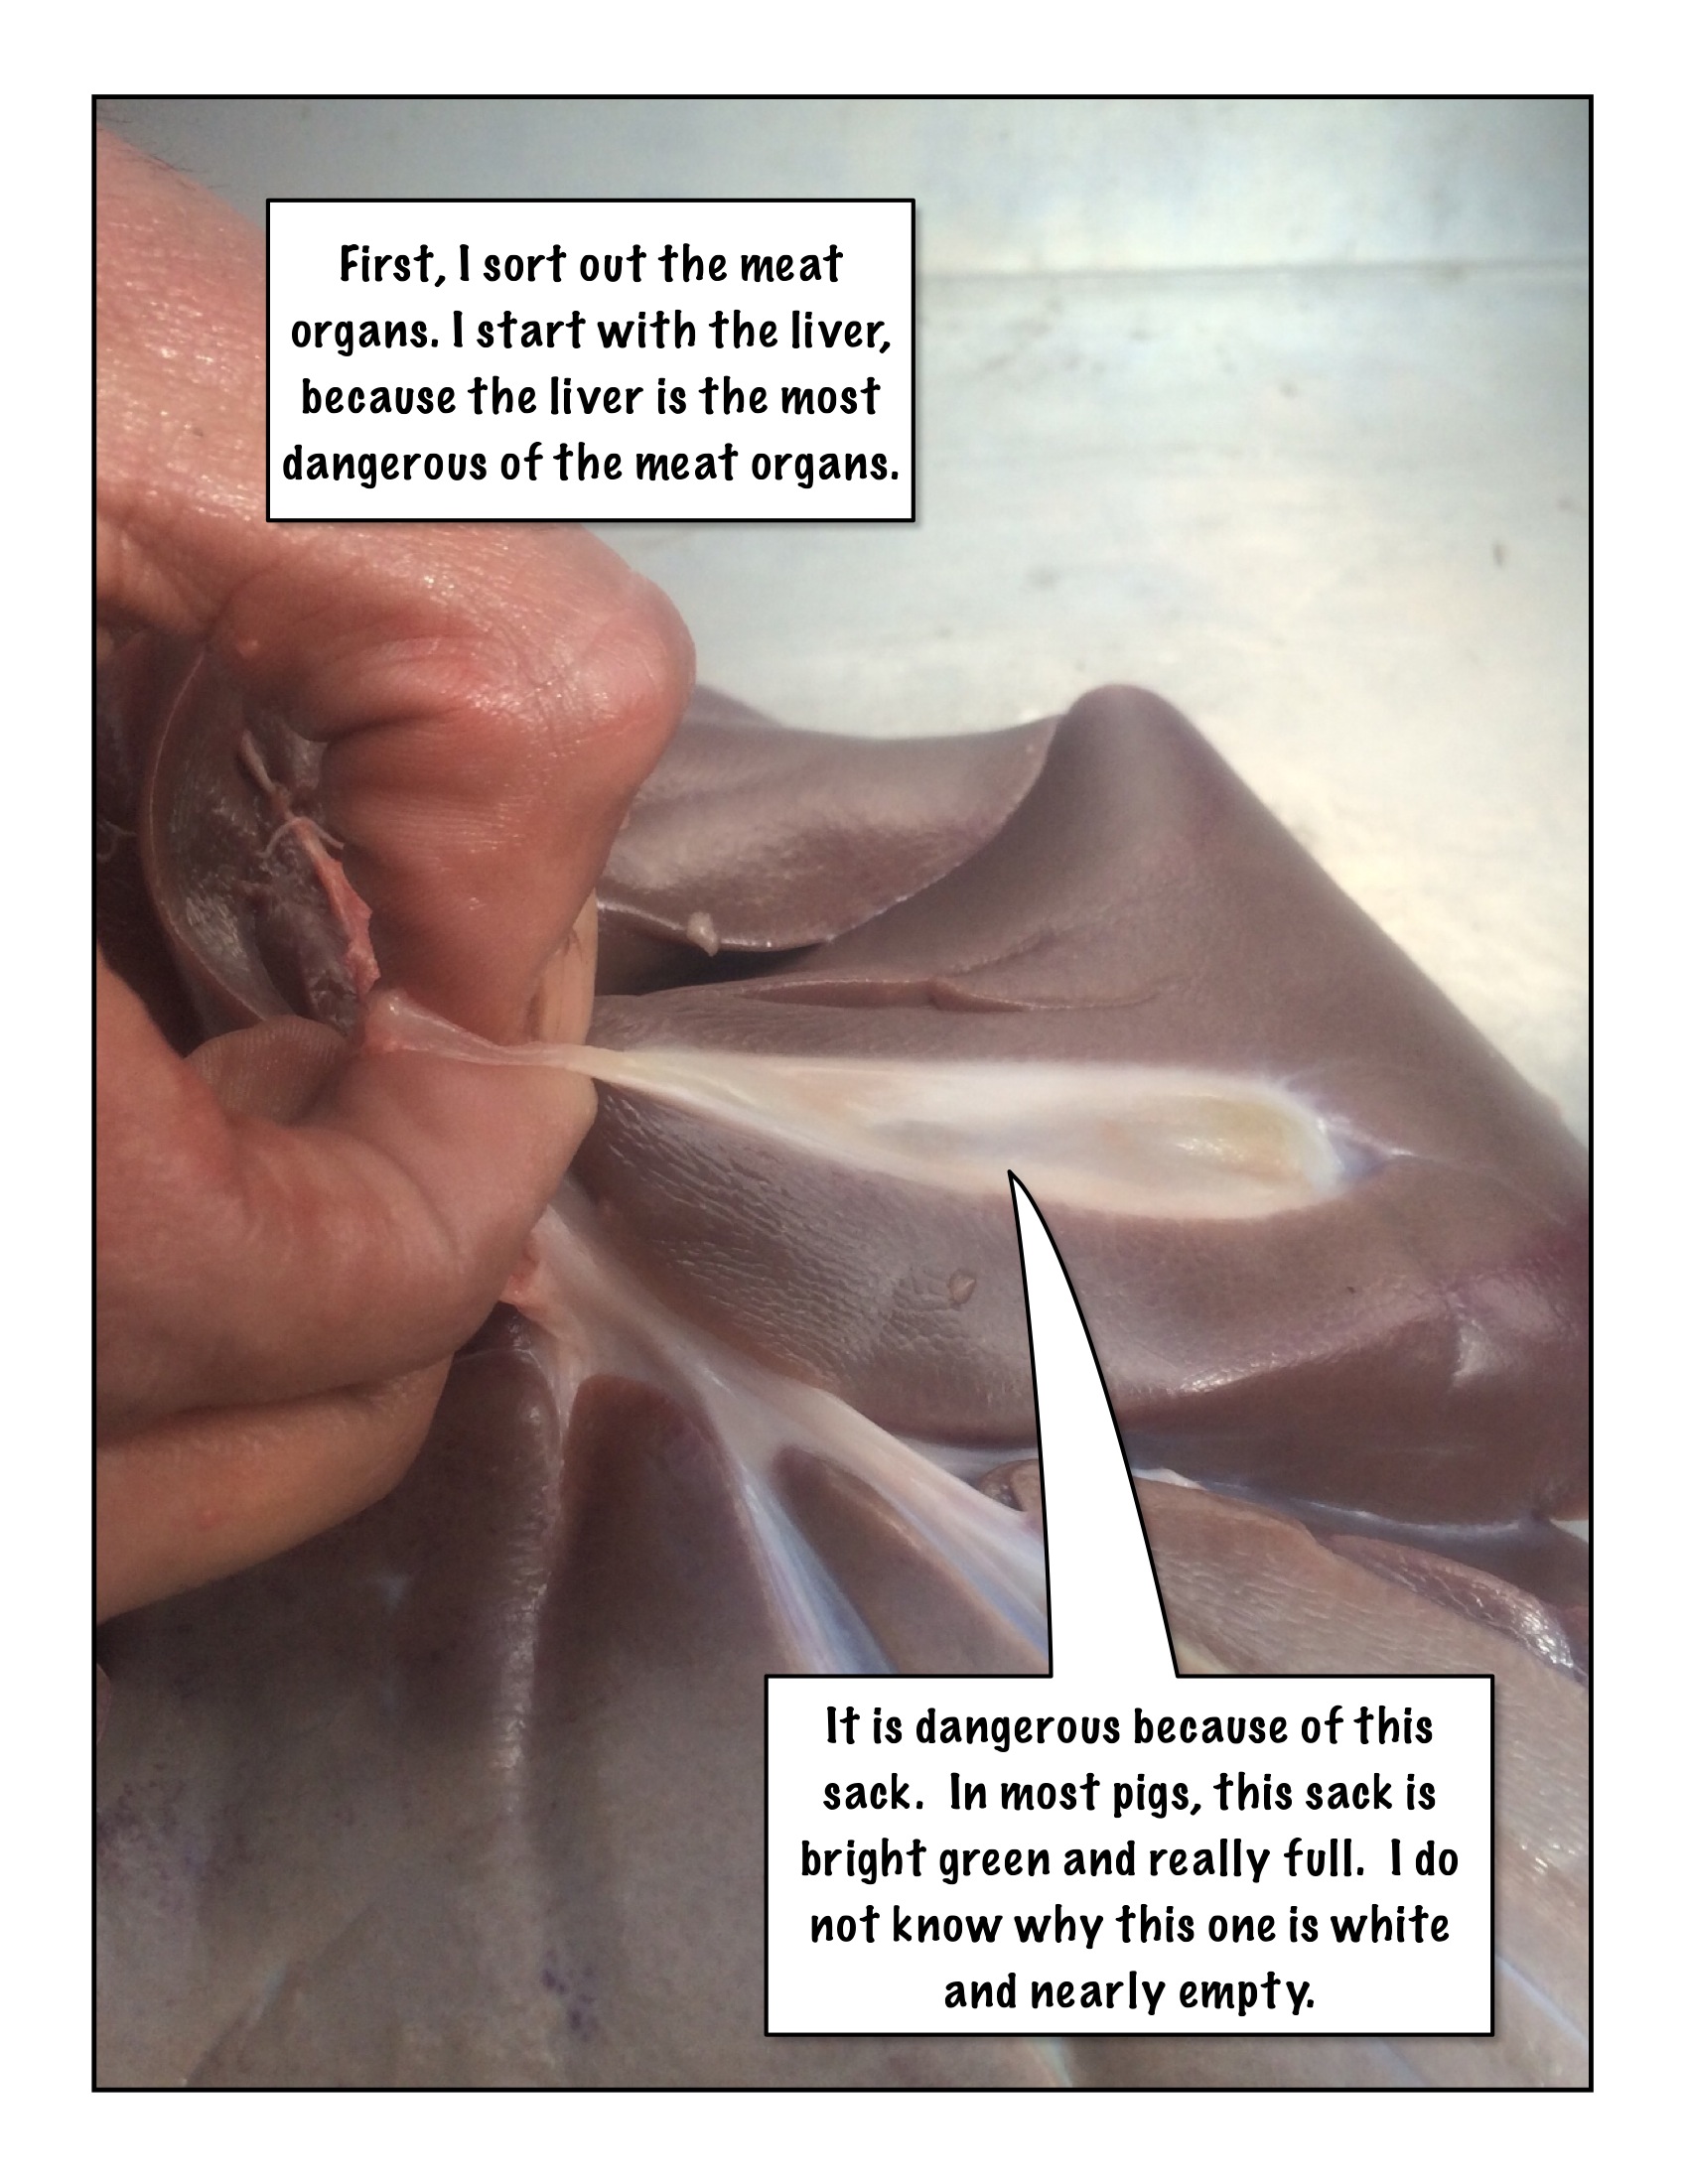 First, I sort out the meat
organs. I start with the liver,
because the liver is the most
dangerous of the meat organs.
It is dangerous because of this
sack.  In most pigs, this sack is
bright green and really full.  I do
not know why this one is white
and nearly empty.